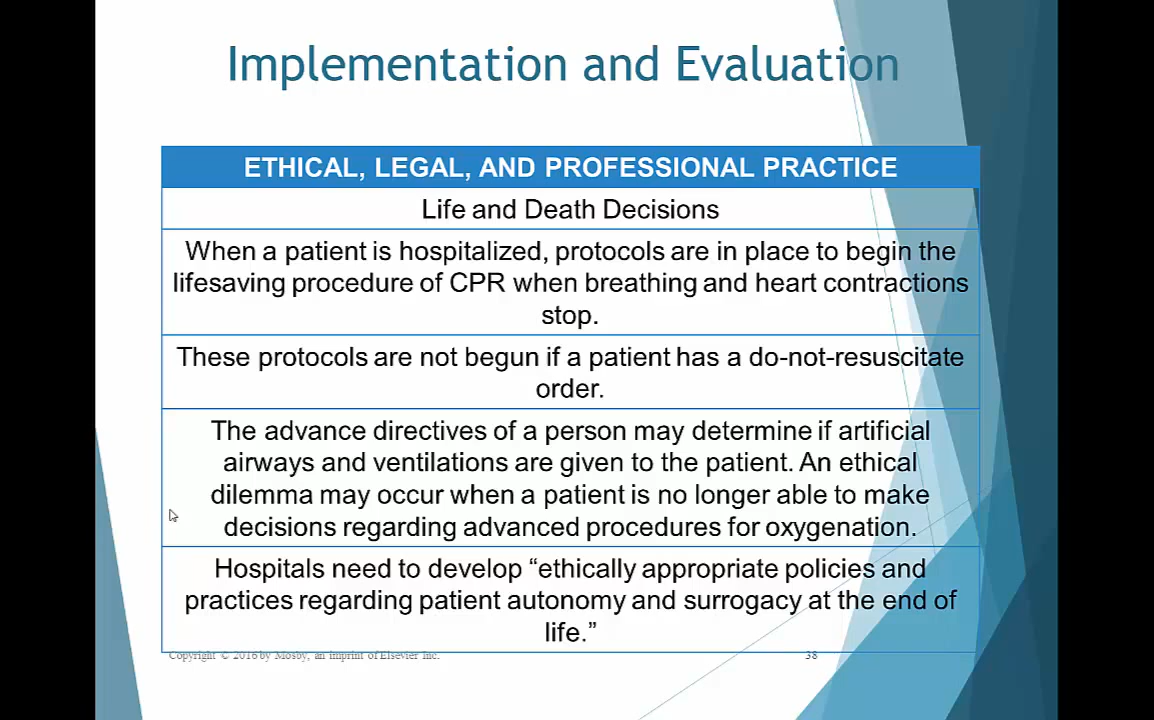 Implementation and Evaluation
ETHICAL, LEGAL, AND PROFESSIONAL PRACTICE
Life and Death Decisions
When a patient is hospitalized, protocols are in place to begin the
lifesaving procedure of CPR when breathing and heart contractions
stop.
These protocols are not begun if a patient has a do-not-resuscitate
order.
The advance directives of a person may determine if artificial
airways and ventilations are given to the patient. An ethical
dilemma may occur when a patient is no longer able to make
decisions regarding advanced procedures for oxygenation.
Hospitals need to develop “ethically appropriate policies and
practices regarding patient autonomy and surrogacy at the end of
life.”
Copyright © 2016 by Mosby, an imprint of Elsevier Inc.
38